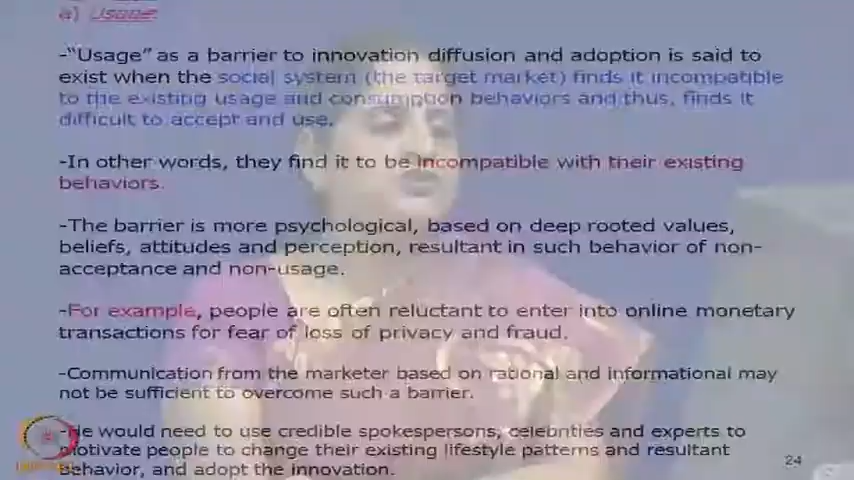 a) Usage:
-“Usage” as a barrier to innovation diffusion and adoption is said to
exist when the social system (the target market) finds it incompatible
to the existing usage and consumption behaviors and thus, finds it
difficult to accept and use.
-In other words, they find it to be incompatible with their existing
behaviors.
-The barrier is more psychological, based on deep rooted values,
beliefs, attitudes and perception, resultant in such behavior of non-
acceptance and non-usage.
-For example, people are often reluctant to enter into online monetary
transactions for fear of loss of privacy and fraud.
-Communication from the marketer based on rational and informational may
not be sufficient to overcome such a barrier.
-He would need to use credible spokespersons, celebrities and experts to
motivate people to change their existing lifestyle patterns and resultant
behavior, and adopt the innovation.
24